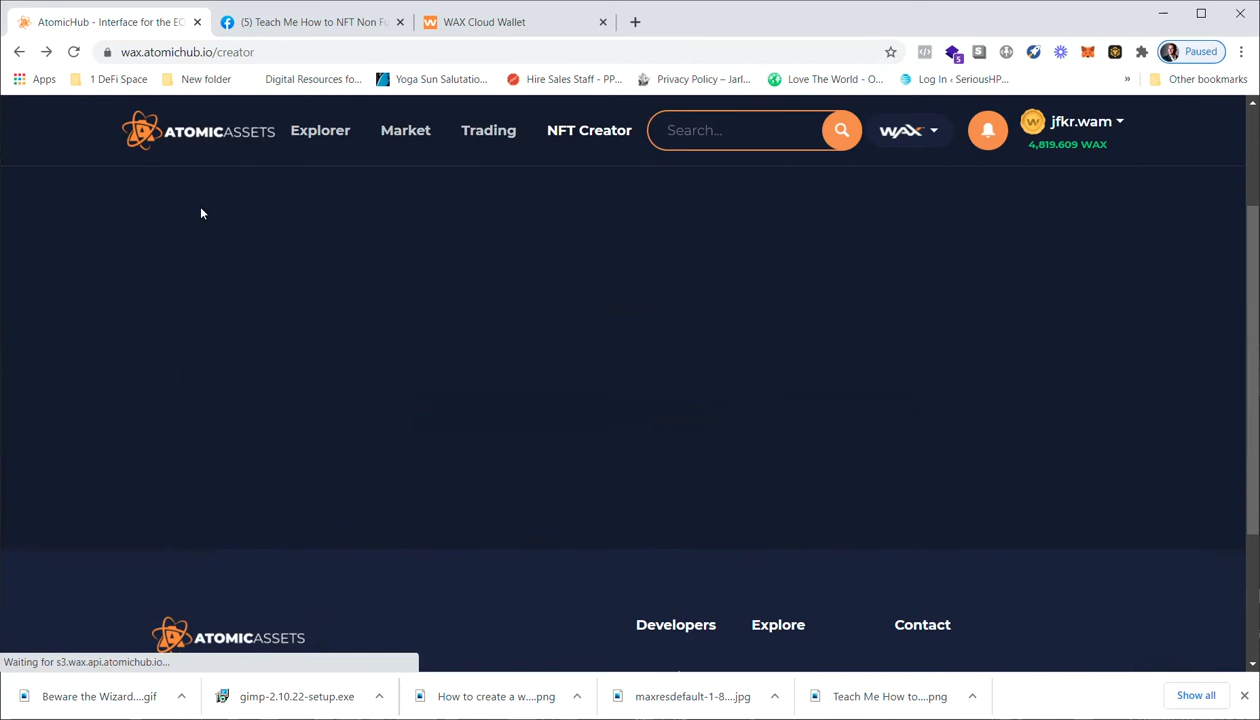 AtomicHub - Interface for the EO
(5) Teach Me How to NFT Non Fu
WAX Cloud Wallet
wax.atomichub.io/creator
5
Paused
Apps
1 DeFi Space
New folder
Digital Resources fo...
Yoga Sun Salutatio...
Hire Sales Staff - PP...
Privacy Policy – Jarl...
Love The World - O...
Log In ‹ SeriousHP...
»
Other bookmarks
ATOMICASSETS
Explorer
Market
Trading
NFT Creator
Search...
WAX
jfkr.wam
4,819.609 WAX
ATOMICASSETS
Developers
Explore
Contact
Waiting for s3.wax.api.atomichub.io...
Beware the Wizard....gif
gimp-2.10.22-setup.exe
How to create a w....png
maxresdefault-1-8....jpg
Teach Me How to....png
Show all